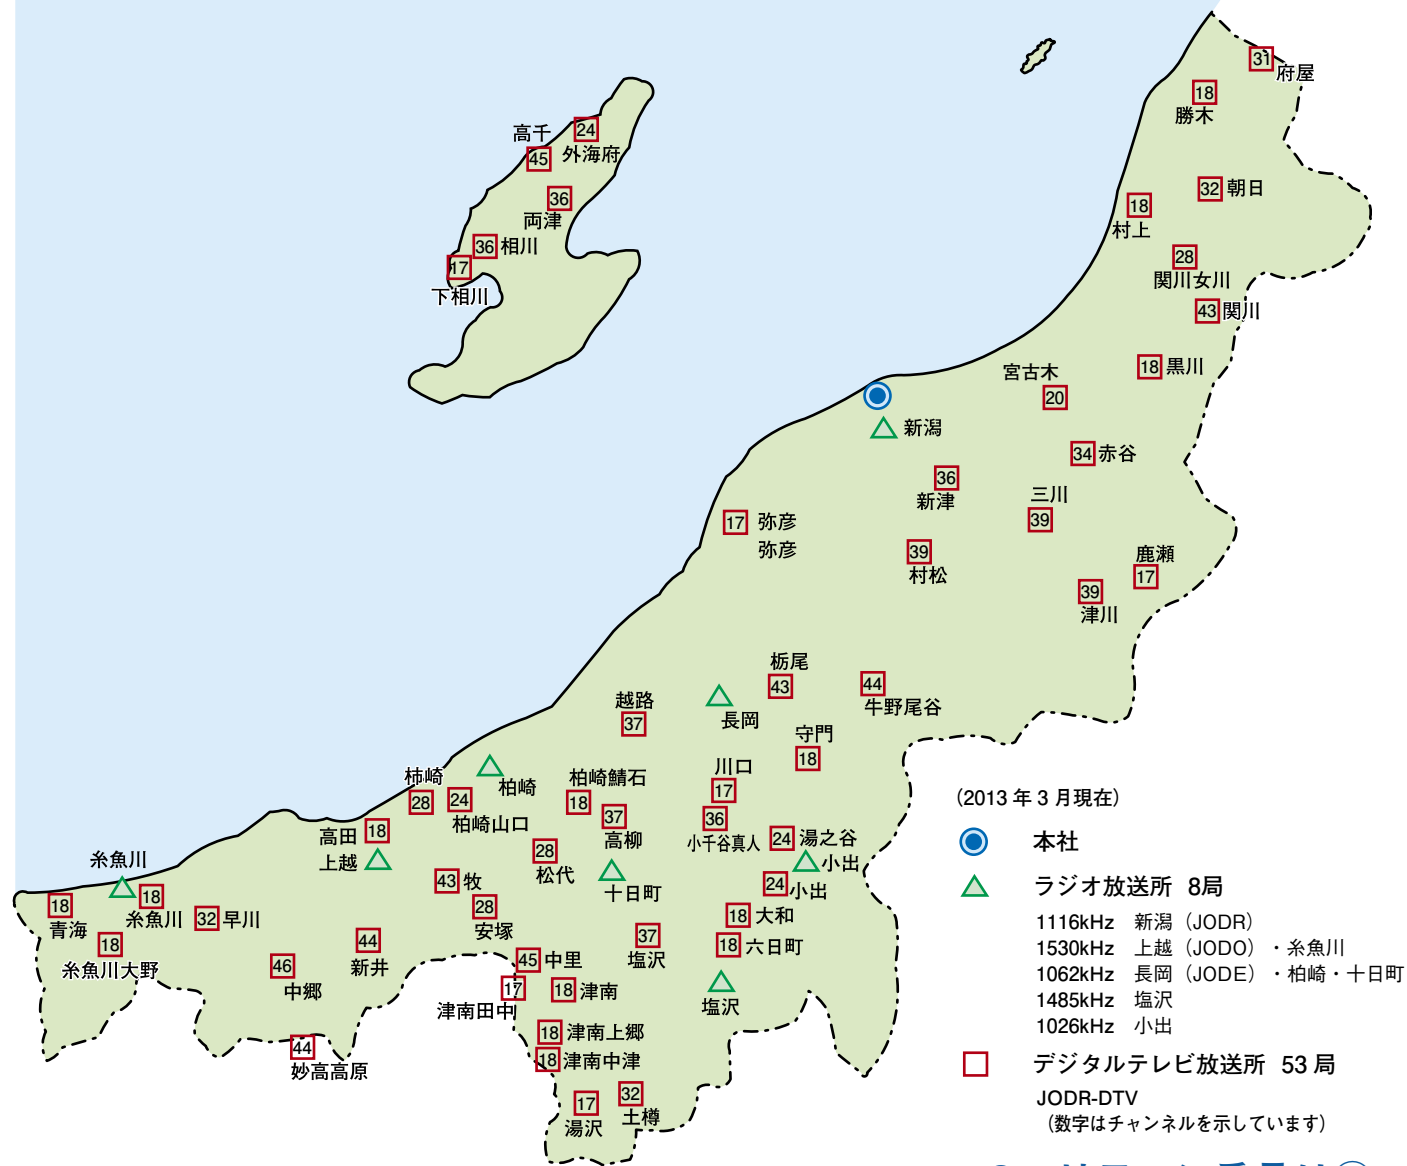 31
府屋
18
勝木
高千
24
45
外海府
32 朝日
36
両津
18
村上
36 相川
17
下相川
28
関川女川
43 関川
18 黒川
宮古木
20
新潟
34 赤谷
36
新津
三川
39
17 弥彦
弥彦
39
村松
鹿瀬
17
39
津川
栃尾
43
44
牛野尾谷
越路
37
長岡
守門
18
柿崎
28
24
柏崎
柏崎山口
柏崎鯖石
18
川口
17
37
高柳
36
小千谷真人
高田 18
上越
24 湯之谷
小出
28
松代
十日町
24 小出
糸魚川
18
糸魚川
18
青海
32 早川
43 牧
28
安塚
18 大和
18
糸魚川大野
44
新井
37
塩沢
18 六日町
46
中郷
45 中里
17
津南田中
18 津南
塩沢
44
妙高高原
18 津南上郷
18 津南中津
17
湯沢
32
土樽
(2013 年 3 月現在)
本社
ラジオ放送所 8局
1116kHz 新潟（JODR）
1530kHz 上越（JODO）・糸魚川
1062kHz 長岡（JODE）・柏崎・十日町
1485kHz 塩沢
1026kHz 小出
デジタルテレビ放送所 53 局
JODR-DTV
（数字はチャンネルを示しています）